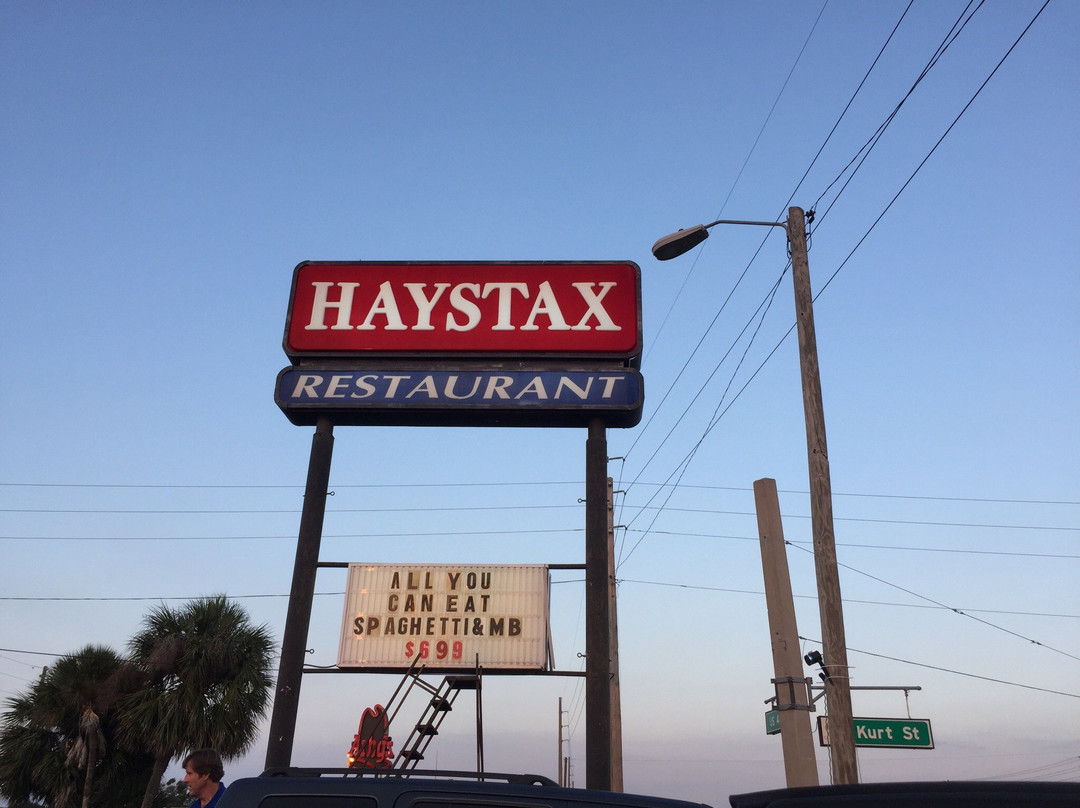 HAYSTAX
RESTAURANT
ALL YOU
CAN EAT
SPAGHETTI&MB
$699
Kurt St